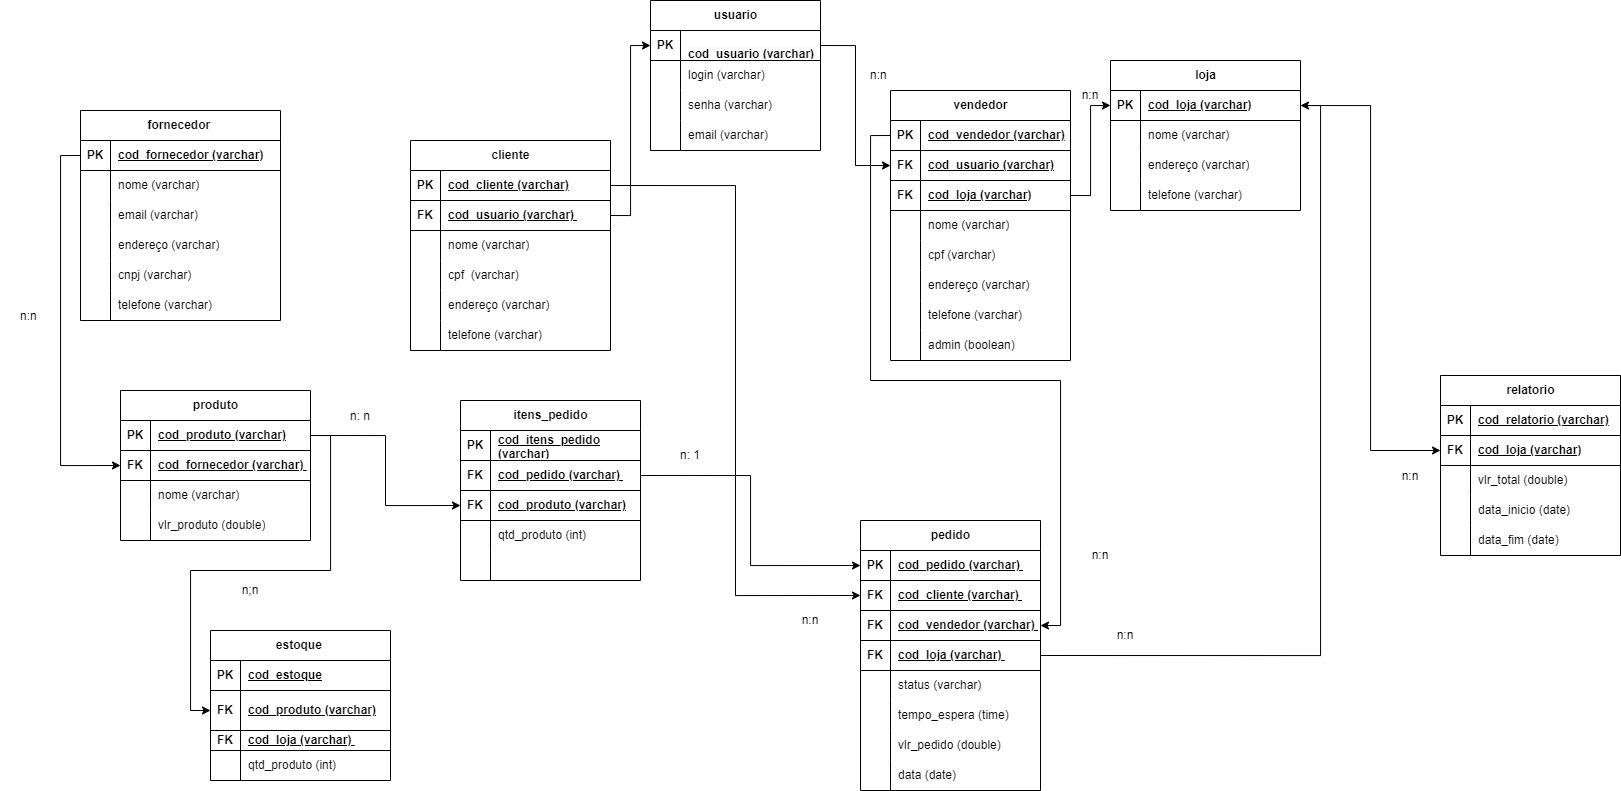 usuario
PK
cod_usuario (varchar)
login (varchar)
senha (varchar)
email (varchar)
n:n
loja
PK
cod_loja (varchar)
nome (varchar)
endereço (varchar)
telefone (varchar)
n:n
vendedor
PK
cod_vendedor (varchar)
FK
cod_usuario (varchar)
FK
cod_loja (varchar)
nome (varchar)
cpf (varchar)
endereço (varchar)
telefone (varchar)
admin (boolean)
fornecedor
PK
cod_fornecedor (varchar)
nome (varchar)
email (varchar)
endereço (varchar)
cnpj (varchar)
telefone (varchar)
n:n
cliente
PK
cod_cliente (varchar)
FK
cod_usuario (varchar)
nome (varchar)
cpf  (varchar)
endereço (varchar)
telefone (varchar)
relatorio
PK
cod_relatorio (varchar)
FK
cod_loja (varchar)
vlr_total (double)
data_inicio (date)
data_fim (date)
n:n
produto
PK
cod_produto (varchar)
FK
cod_fornecedor (varchar)
nome (varchar)
vlr_produto (double)
n: n
itens_pedido
PK
cod_itens_pedido
(varchar)
FK
cod_pedido (varchar)
FK
cod_produto (varchar)
qtd_produto (int)
n: 1
pedido
PK
cod_pedido (varchar)
FK
cod_cliente (varchar)
FK
cod_vendedor (varchar)
FK
cod_loja (varchar)
status (varchar)
tempo_espera (time)
vlr_pedido (double)
data (date)
n:n
n:n
n:n
n;n
estoque
PK
cod_estoque
FK
cod_produto (varchar)
FK
cod_loja (varchar)
qtd_produto (int)